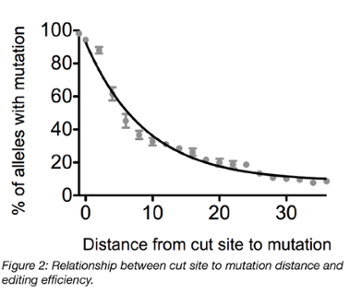 100
80
60
40
20
0
% of alleles with mutation
0 10 20 30
Distance from cut site to mutation
Figure 2: Relationship between cut site to mutation distance and
editing efficiency.